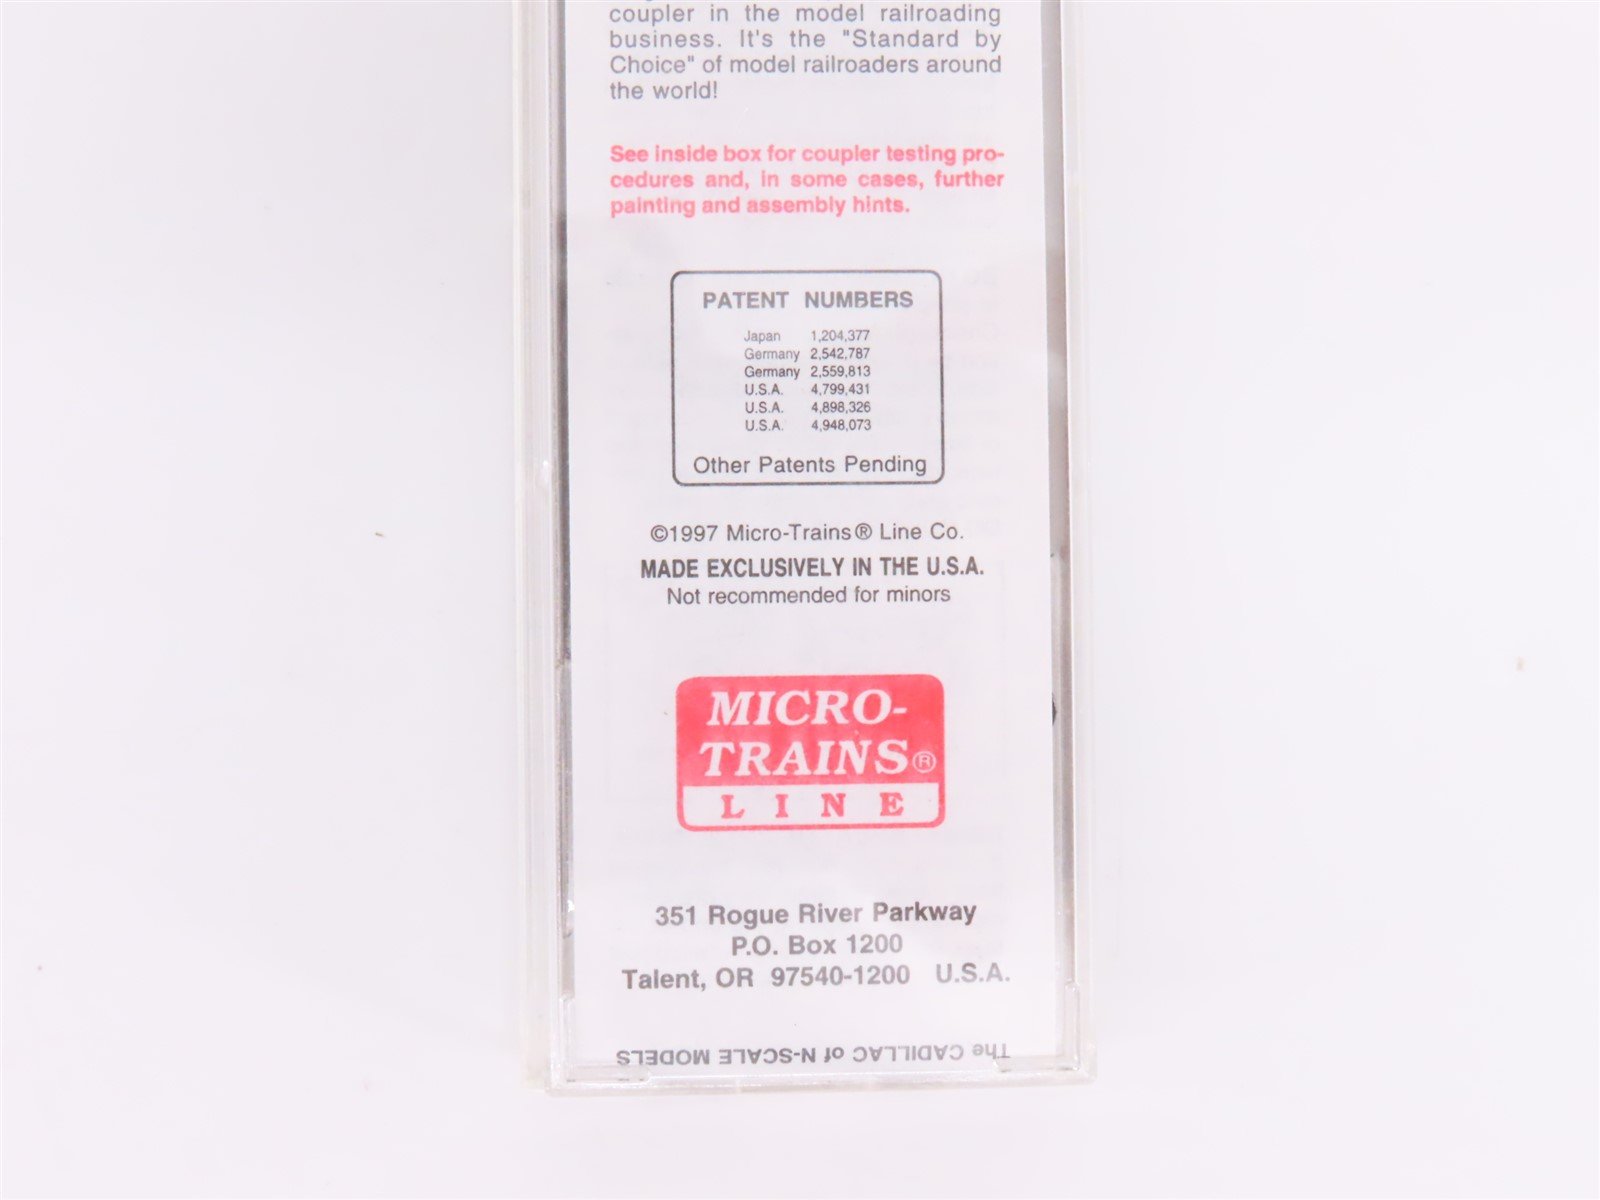 coupler in the model railroading
business. It's the "Standard by
Choice" of model railroaders around
the world!
See inside box for coupler testing pro-
cedures and, in some cases, further
painting and assembly hints.
PATENT NUMBERS
Japan 1,204,377
Germany 2,542,787
Germany 2,559,813
U.S.A. 4,799,431
U.S.A. 4,898,326
U.S.A. 4,948,073
Other Patents Pending
©1997 Micro-Trains® Line Co.
MADE EXCLUSIVELY IN THE U.S.A.
Not recommended for minors
MICRO-
TRAINS®
LINE
351 Rogue River Parkway
P.O. Box 1200
Talent, OR 97540-1200 U.S.A.
The CADILLAC of N-SCALE MODELS